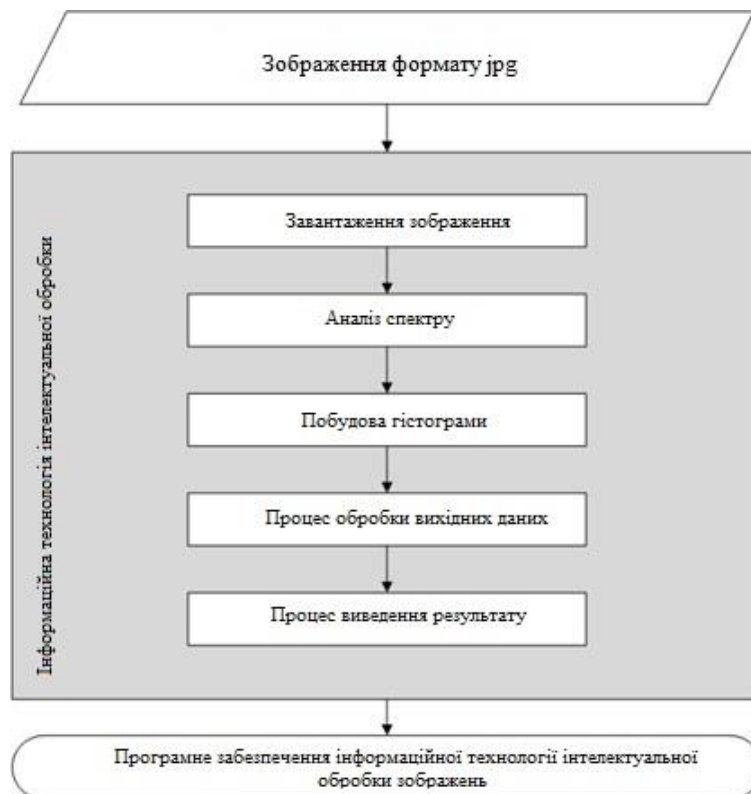 Зображення формату jpg
Інформаційна технологія інтелектуальної обробки
Завантаження зображення
Аналіз спектру
Побудова гістограми
Процес обробки вихідних даних
Процес виведення результату
Програмне забезпечення інформаційної технології інтелектуальної
обробки зображень